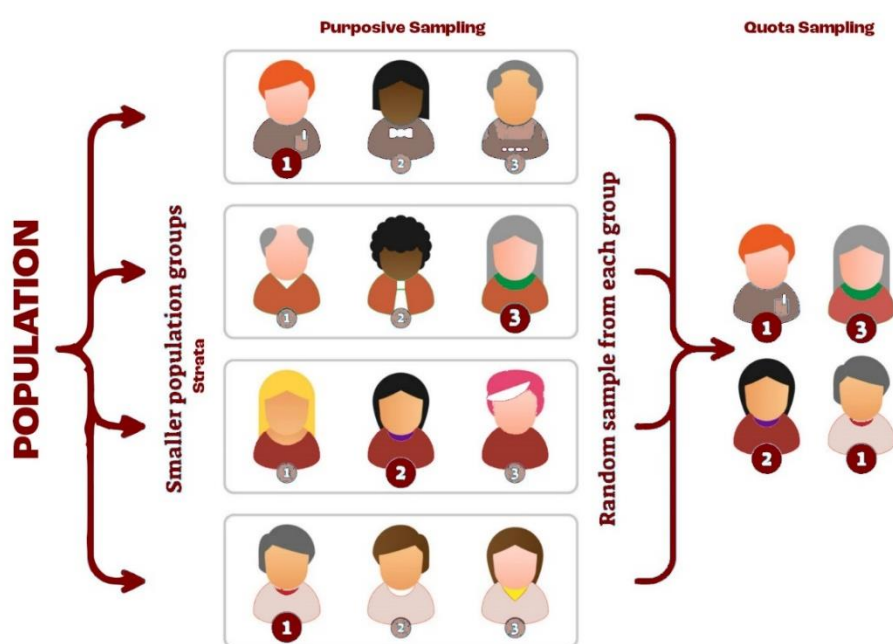 Purposive Sampling
Quota Sampling
POPULATION
Smaller population groups
Strata
1
2
3
1
2
3
1
2
3
1
2
3
Random sample from each group
1
3
2
1